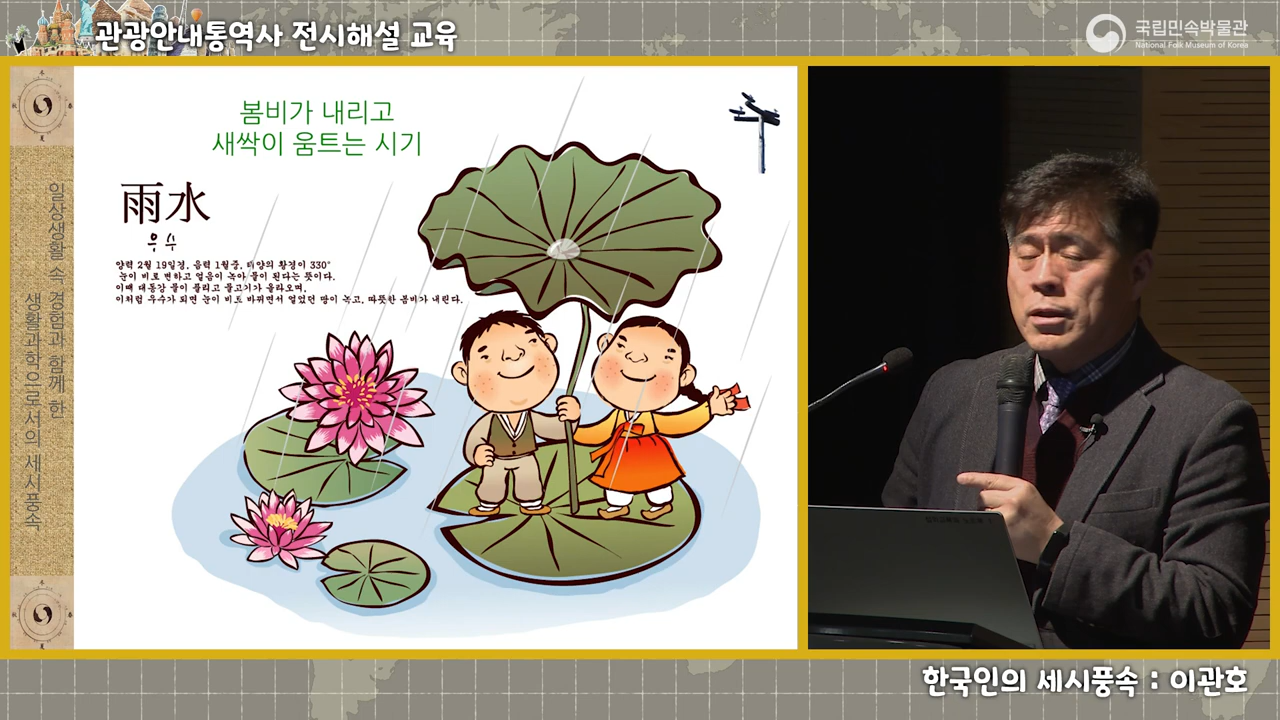 관광안내통역사 전시해설 교육
국립민속박물관
National Folk Museum of Korea
일상생활 속 경험과 함께 한
생활과학으로서의 세시풍속
봄비가 내리고
새싹이 움트는 시기
雨水
우수
양력 2월 19일경, 음력 1월중, 태양의 황경이 330°
눈이 비로 변하고 얼음이 녹아 물이 된다는 뜻이다.
이때 대동강 물이 풀리고 물고기가 올라오며,
이처럼 우수가 되면 눈이 비로 바뀌면서 얼었던 땅이 녹고, 따뜻한 봄비가 내린다.
한국인의 세시풍속 : 이관호